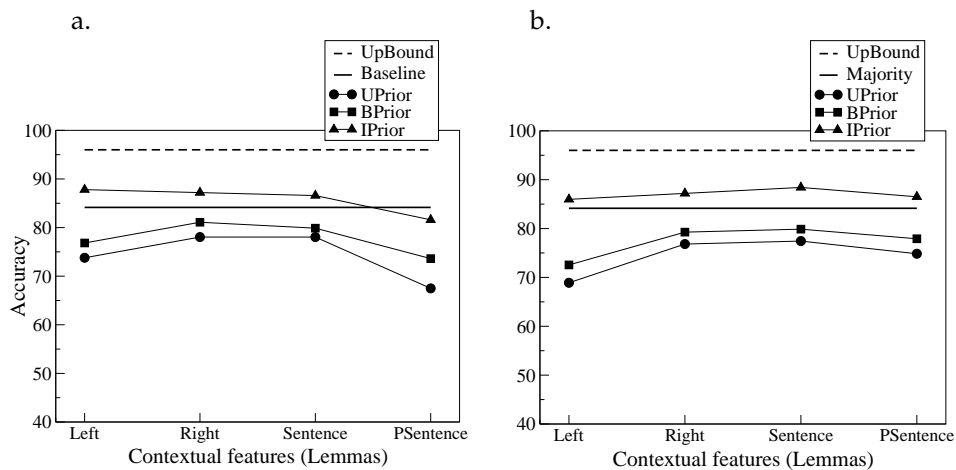 a.
UpBound
Baseline
UPrior
BPrior
IPrior
100
90
80
70
60
50
40
Accuracy
Left Right Sentence PSentence
Contextual features (Lemmas)
b.
UpBound
Majority
UPrior
BPrior
IPrior
100
90
80
70
60
50
40
Left Right Sentence PSentence
Contextual features (Lemmas)